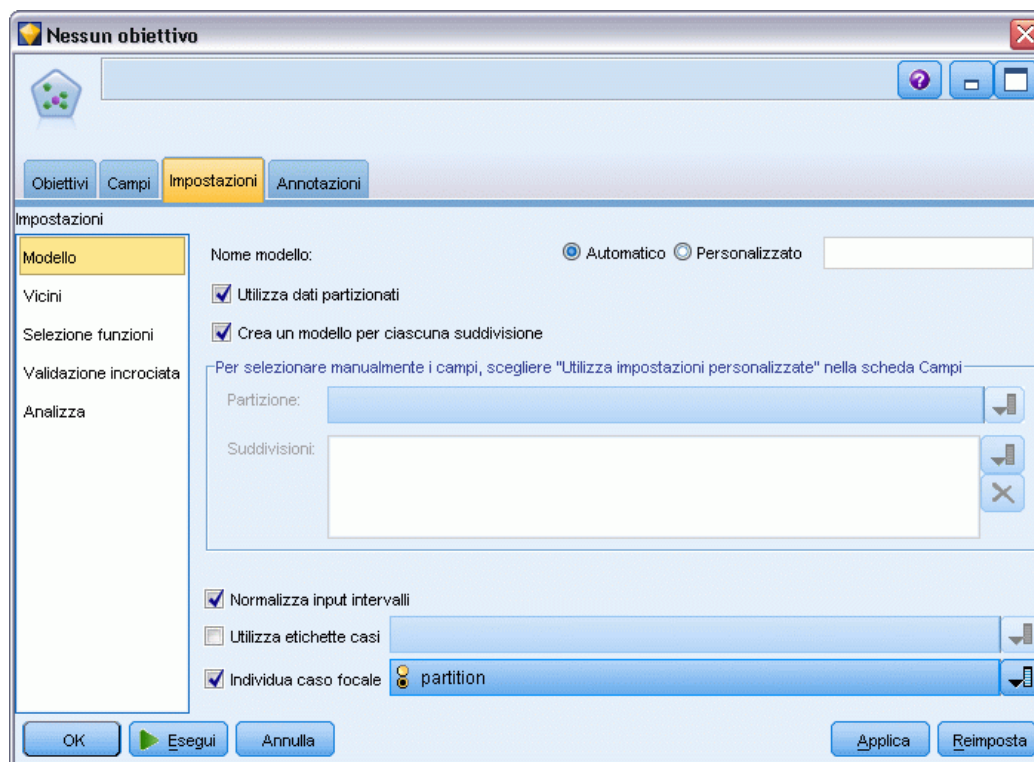 Nessun obiettivo
Obiettivi Campi Impostazioni Annotazioni
Impostazioni
Modello
Vicini
Selezione funzioni
Validazione incrociata
Analizza
Nome modello: Automatico Personalizzato
Utilizza dati partizionati
Crea un modello per ciascuna suddivisione
Per selezionare manualmente i campi, scegliere "Utilizza impostazioni personalizzate" nella scheda Campi
Partizione:
Suddivisioni:
Normalizza input intervalli
Utilizza etichette casi
Individua caso focale partition
OK Esegui Annulla Applica Reimposta